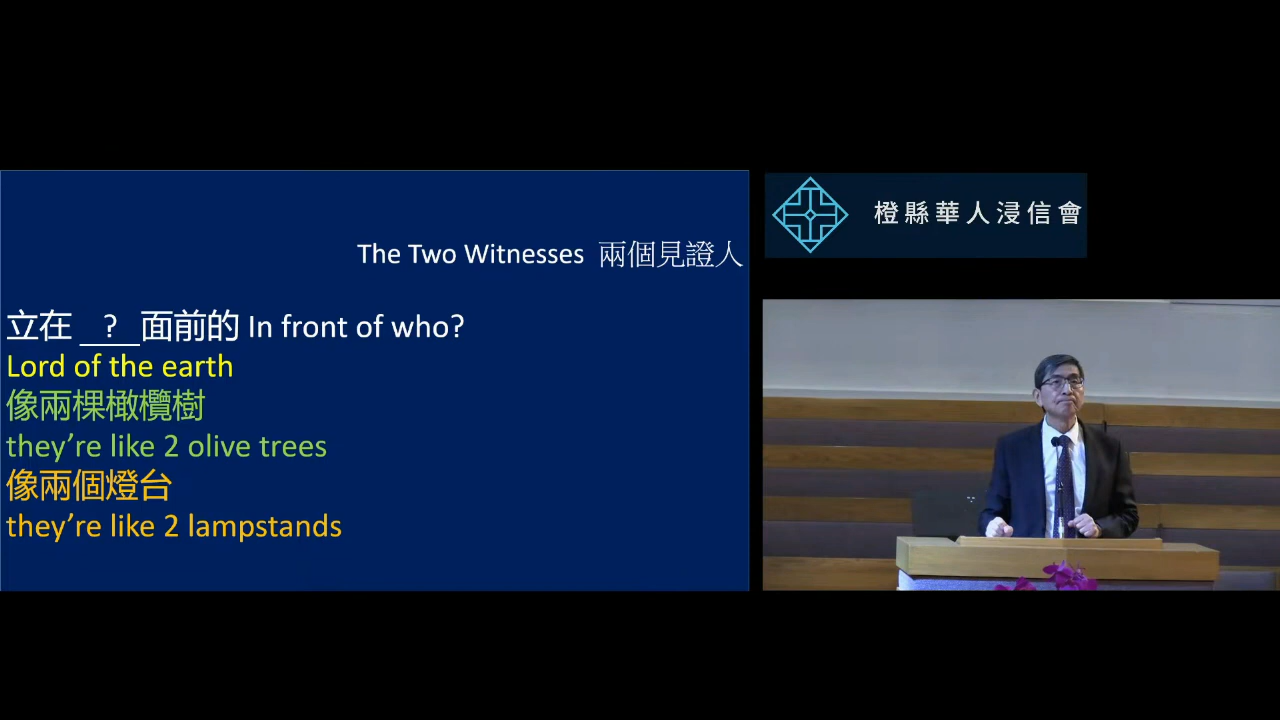 The Two Witnesses 兩個見證人
立在 ? 面前的 In front of who?
Lord of the earth
像兩棵橄欖樹
they’re like 2 olive trees
像兩個燈台
they’re like 2 lampstands
橙縣華人浸信會